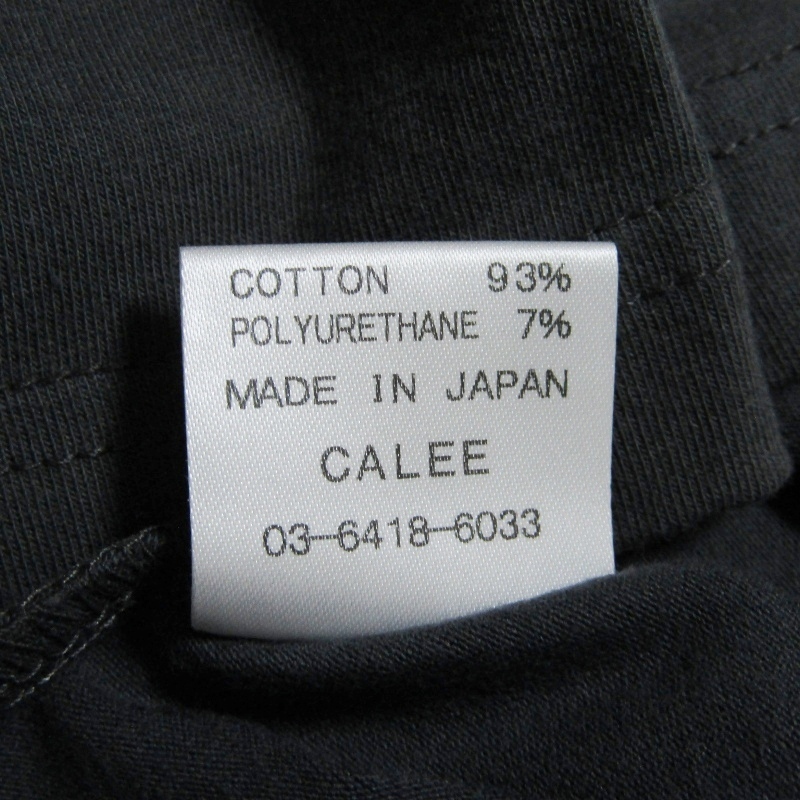 COTTON 93%
POLYURETHANE 7%
MADE IN JAPAN
CALEE
03-6418-6033